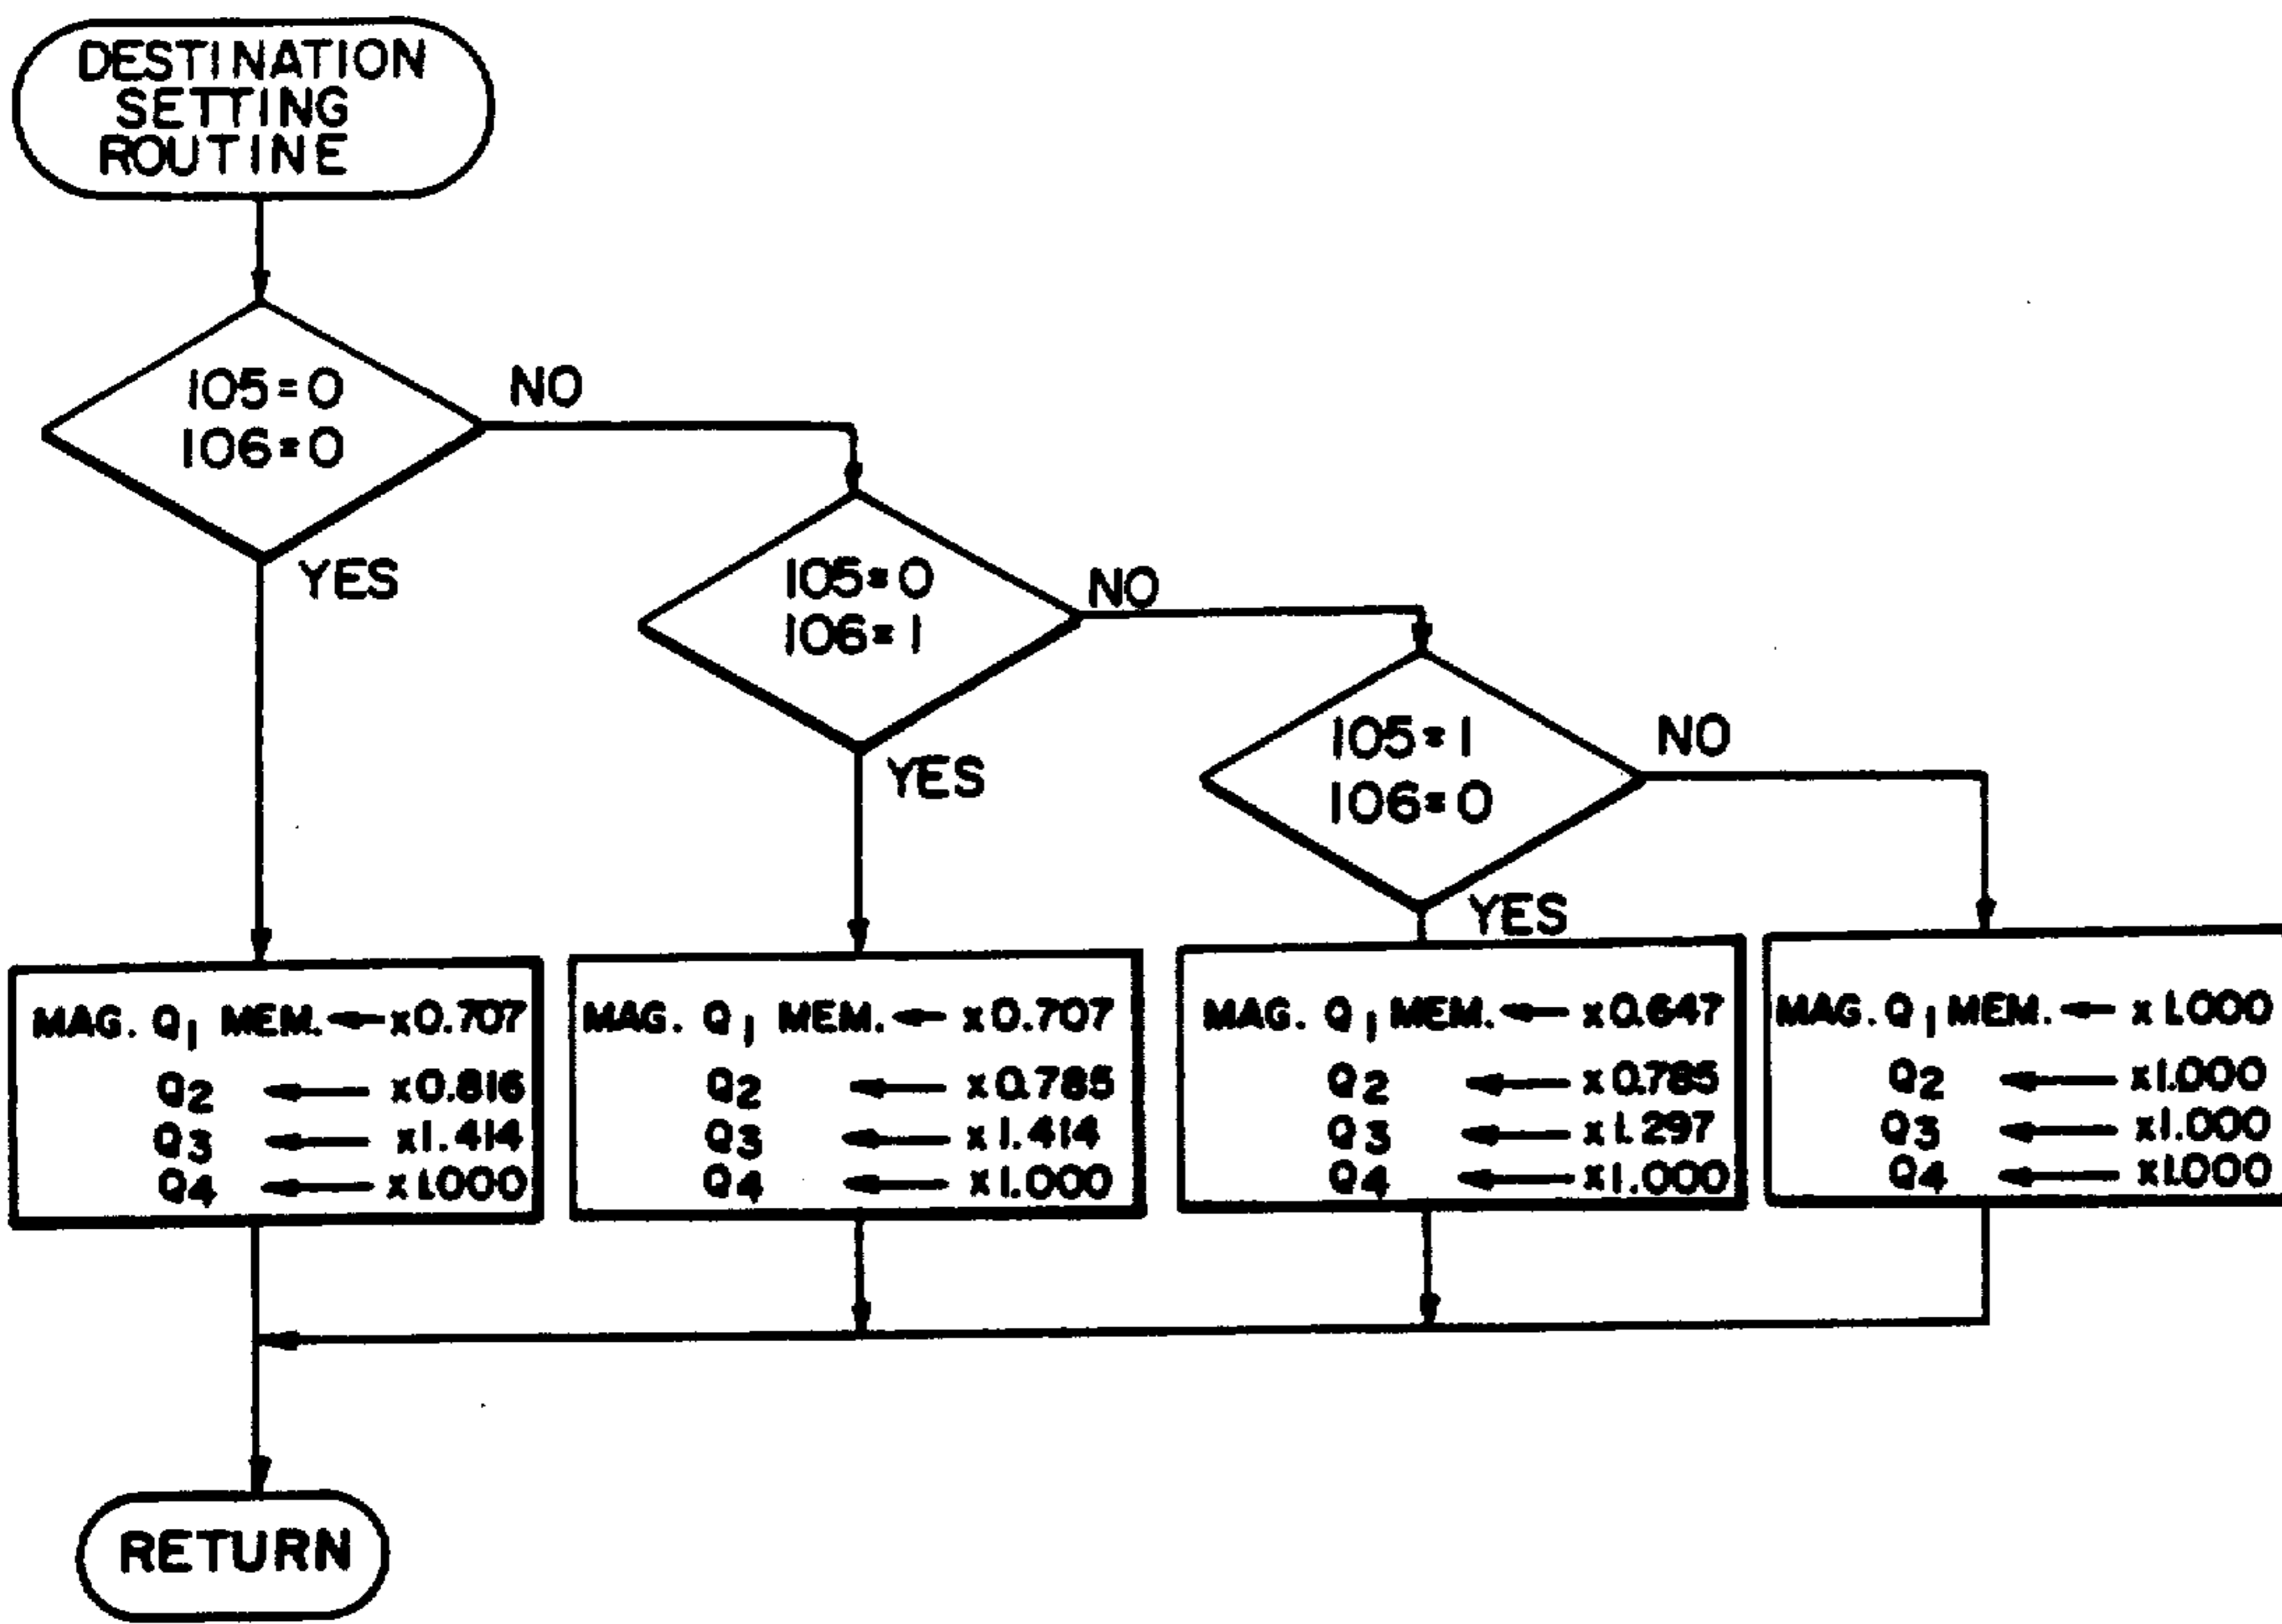 DESTINATION
SETTING
ROUTINE
105=0
106=0
NO
YES
105=0
106=1
NO
YES
105=1
106=0
NO
YES
MAG. Q1 MEM. ← x0.707
Q2 ← x0.816
Q3 ← x1.414
Q4 ← x1.000
MAG. Q1 MEM. ← x0.707
Q2 ← x0.785
Q3 ← x1.414
Q4 ← x1.000
MAG. Q1 MEM. ← x0.647
Q2 ← x0.785
Q3 ← x1.297
Q4 ← x1.000
MAG. Q1 MEM. ← x1.000
Q2 ← x1.000
Q3 ← x1.000
Q4 ← x1.000
RETURN